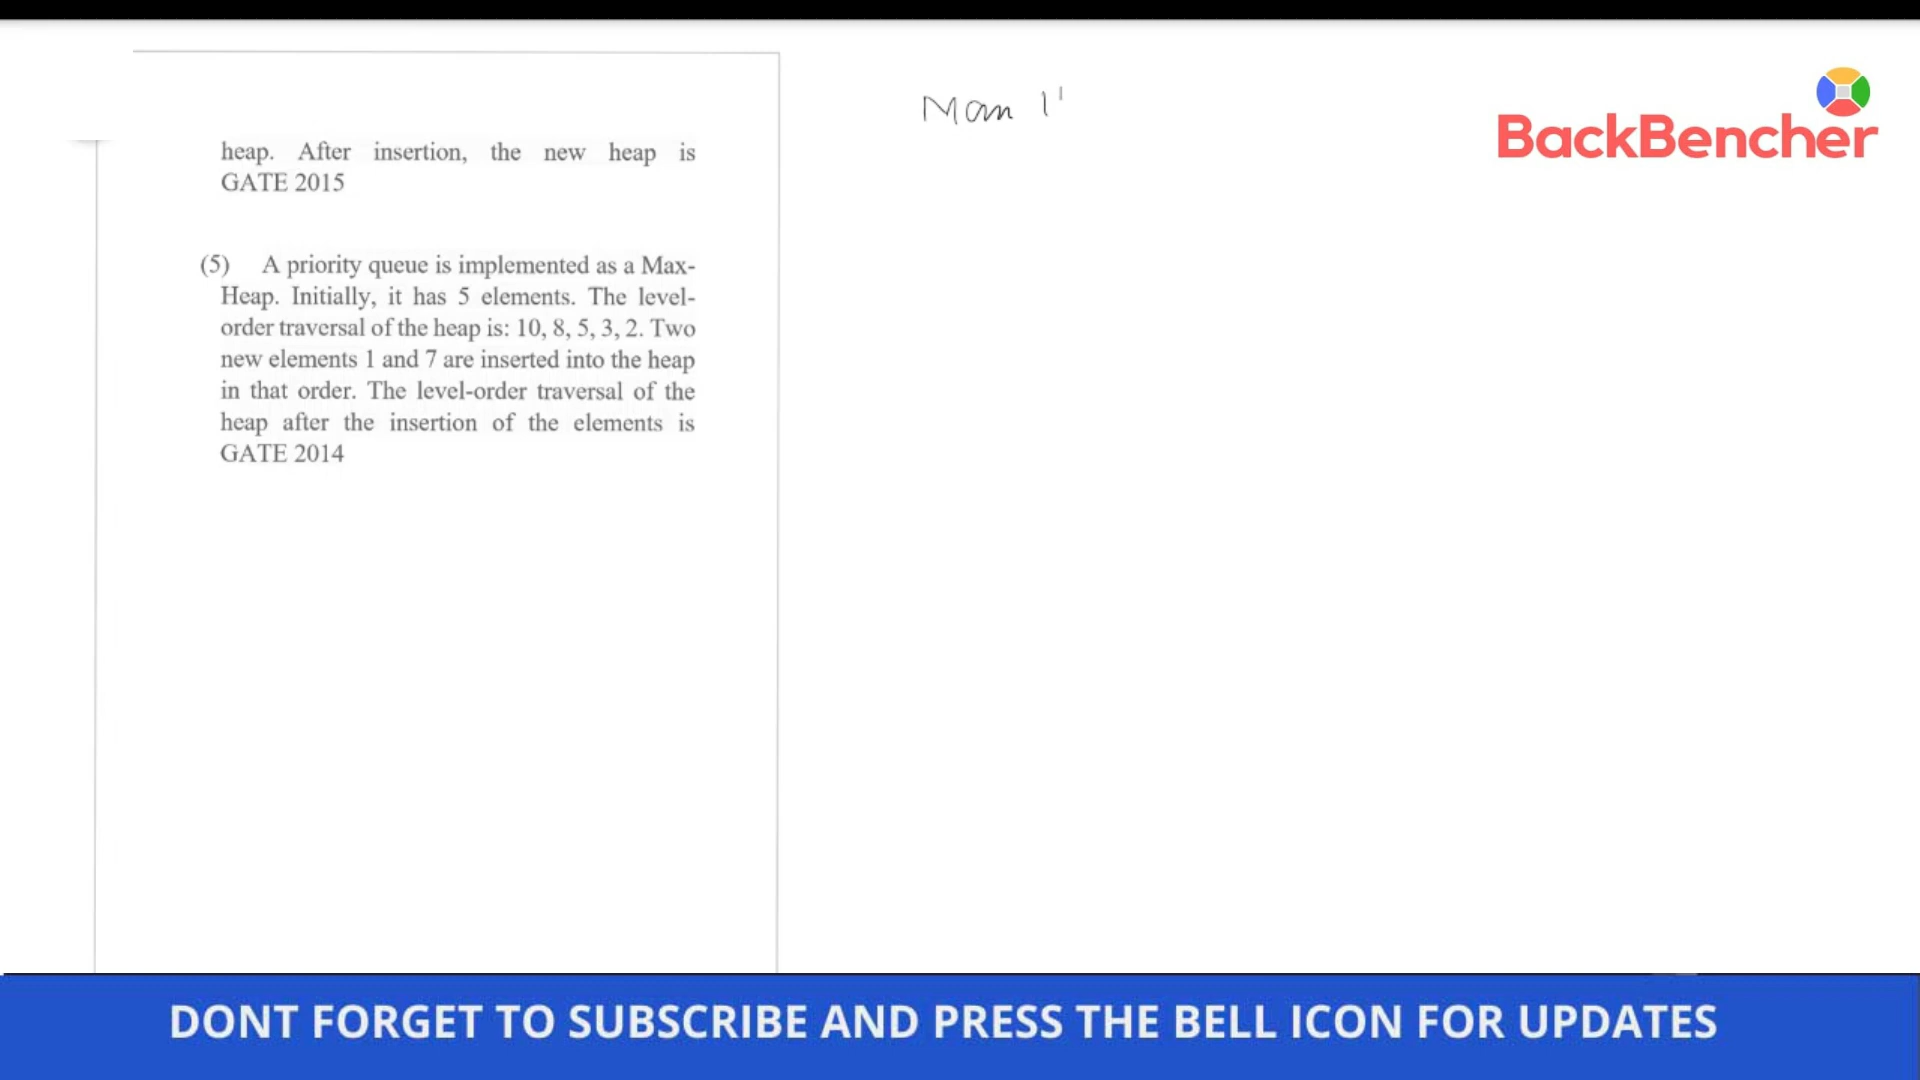 Man
BackBencher
heap. After insertion, the new heap is
GATE 2015
(5) A priority queue is implemented as a Max-
Heap. Initially, it has 5 elements. The level-
order traversal of the heap is: 10, 8, 5, 3, 2. Two
new elements 1 and 7 are inserted into the heap
in that order. The level-order traversal of the
heap after the insertion of the elements is
GATE 2014
DONT FORGET TO SUBSCRIBE AND PRESS THE BELL ICON FOR UPDATES